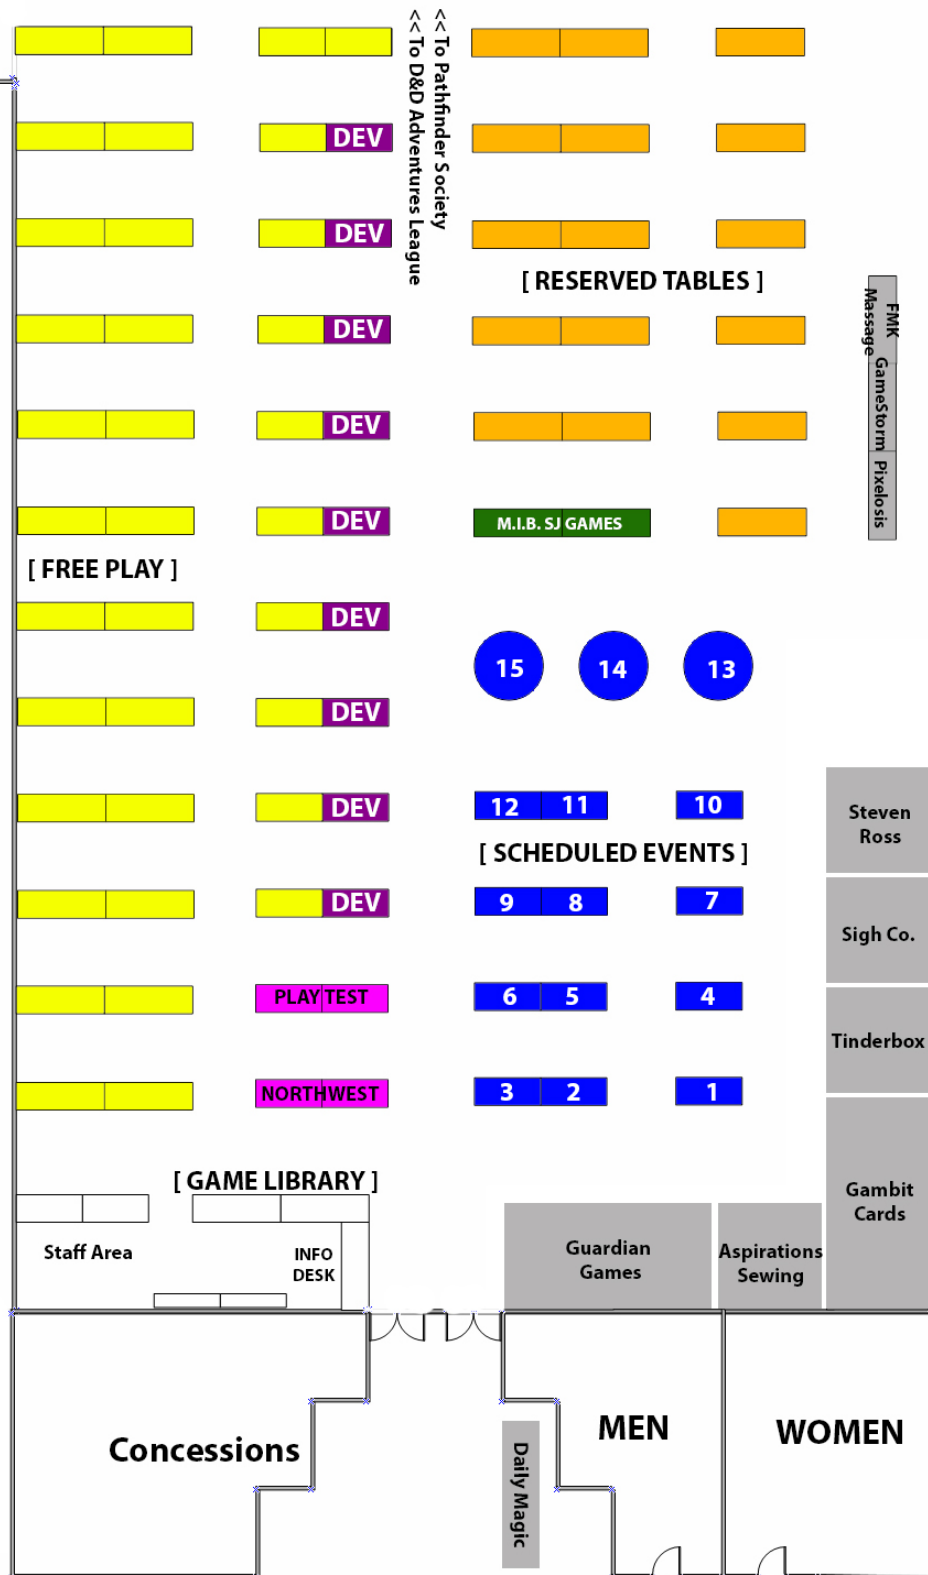 << To Pathfinder Society
<< To D&D Adventures League
DEV
DEV
[ RESERVED TABLES ]
FMK
Massage
GameStorm
Pixelosis
DEV
DEV
DEV
M.I.B. SJ GAMES
[ FREE PLAY ]
DEV
15
14
13
DEV
DEV
12
11
10
Steven
Ross
[ SCHEDULED EVENTS ]
DEV
9
8
7
Sigh Co.
PLAY TEST
6
5
4
Tinderbox
NORTHWEST
3
2
1
[ GAME LIBRARY ]
Gambit
Cards
Staff Area
INFO
DESK
Guardian
Games
Aspirations
Sewing
Concessions
Daily Magic
MEN
WOMEN